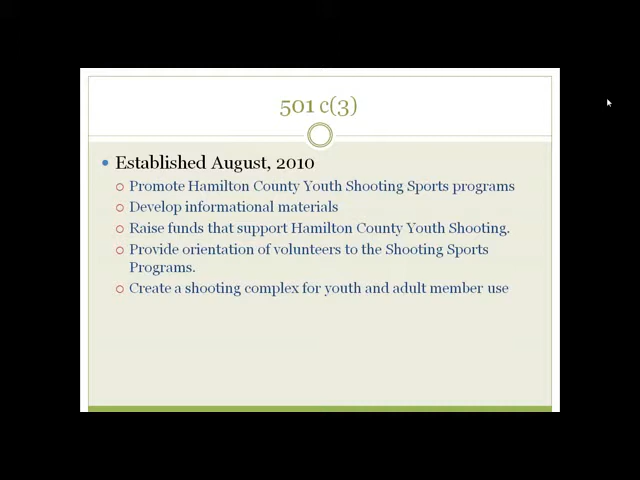 501 c(3)
Established August, 2010
Promote Hamilton County Youth Shooting Sports programs
Develop informational materials
Raise funds that support Hamilton County Youth Shooting.
Provide orientation of volunteers to the Shooting Sports
Programs.
Create a shooting complex for youth and adult member use